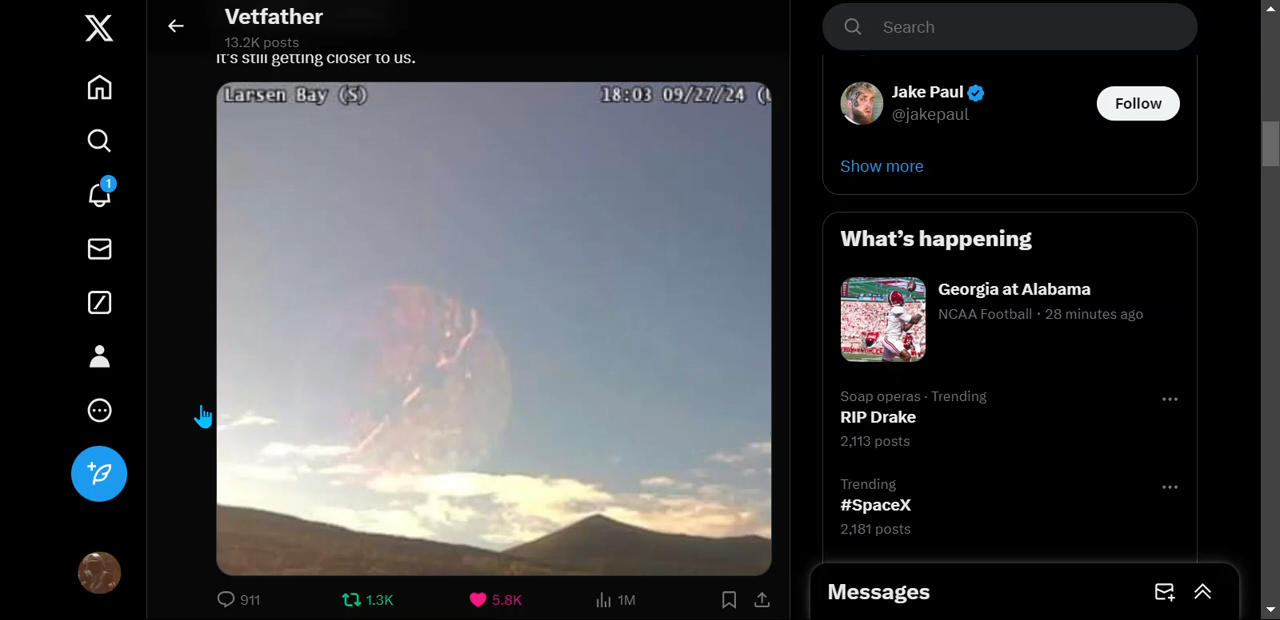 Vetfather
13.2K posts
it's still getting closer to us.
Larsen Bay (S)
18:03 09/27/24 (
911
1.3K
5.8K
1M
Search
Jake Paul
@jakepaul
Follow
Show more
What's happening
Georgia at Alabama
NCAA Football · 28 minutes ago
Soap operas · Trending
RIP Drake
2,113 posts
Trending
#SpaceX
2,181 posts
Messages
1